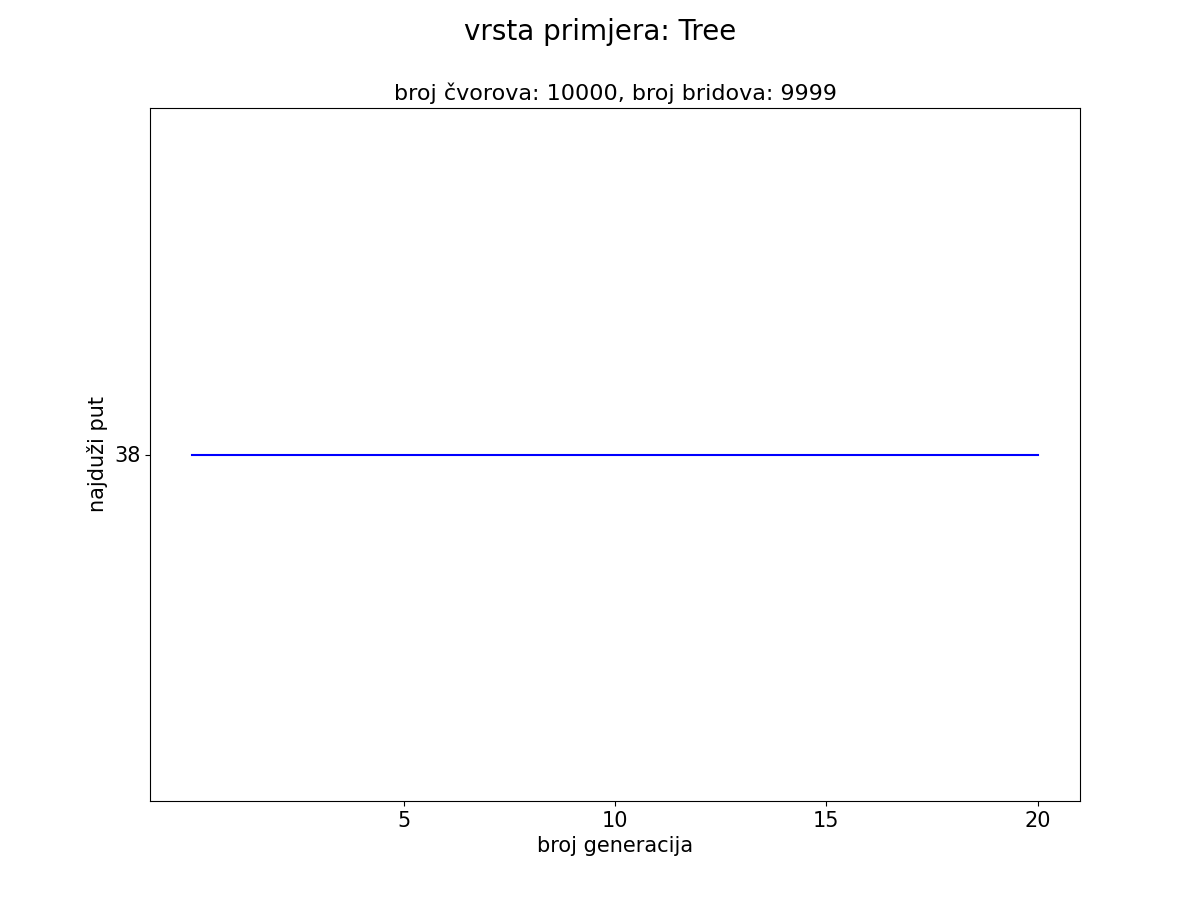 vrsta primjera: Tree
broj čvorova: 10000, broj bridova: 9999
najduži put
38
5 10 15 20
broj generacija